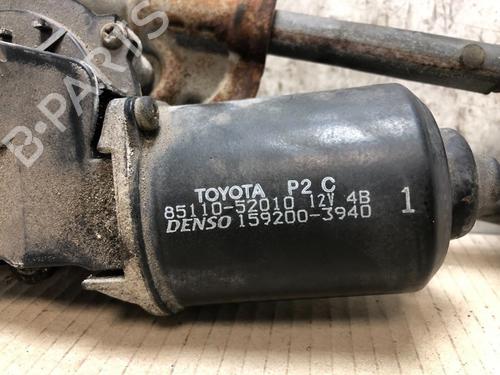 B-PARTS
TOYOTA P2 C
85110-52010 12V 4B
DENSO 159200-3940 1